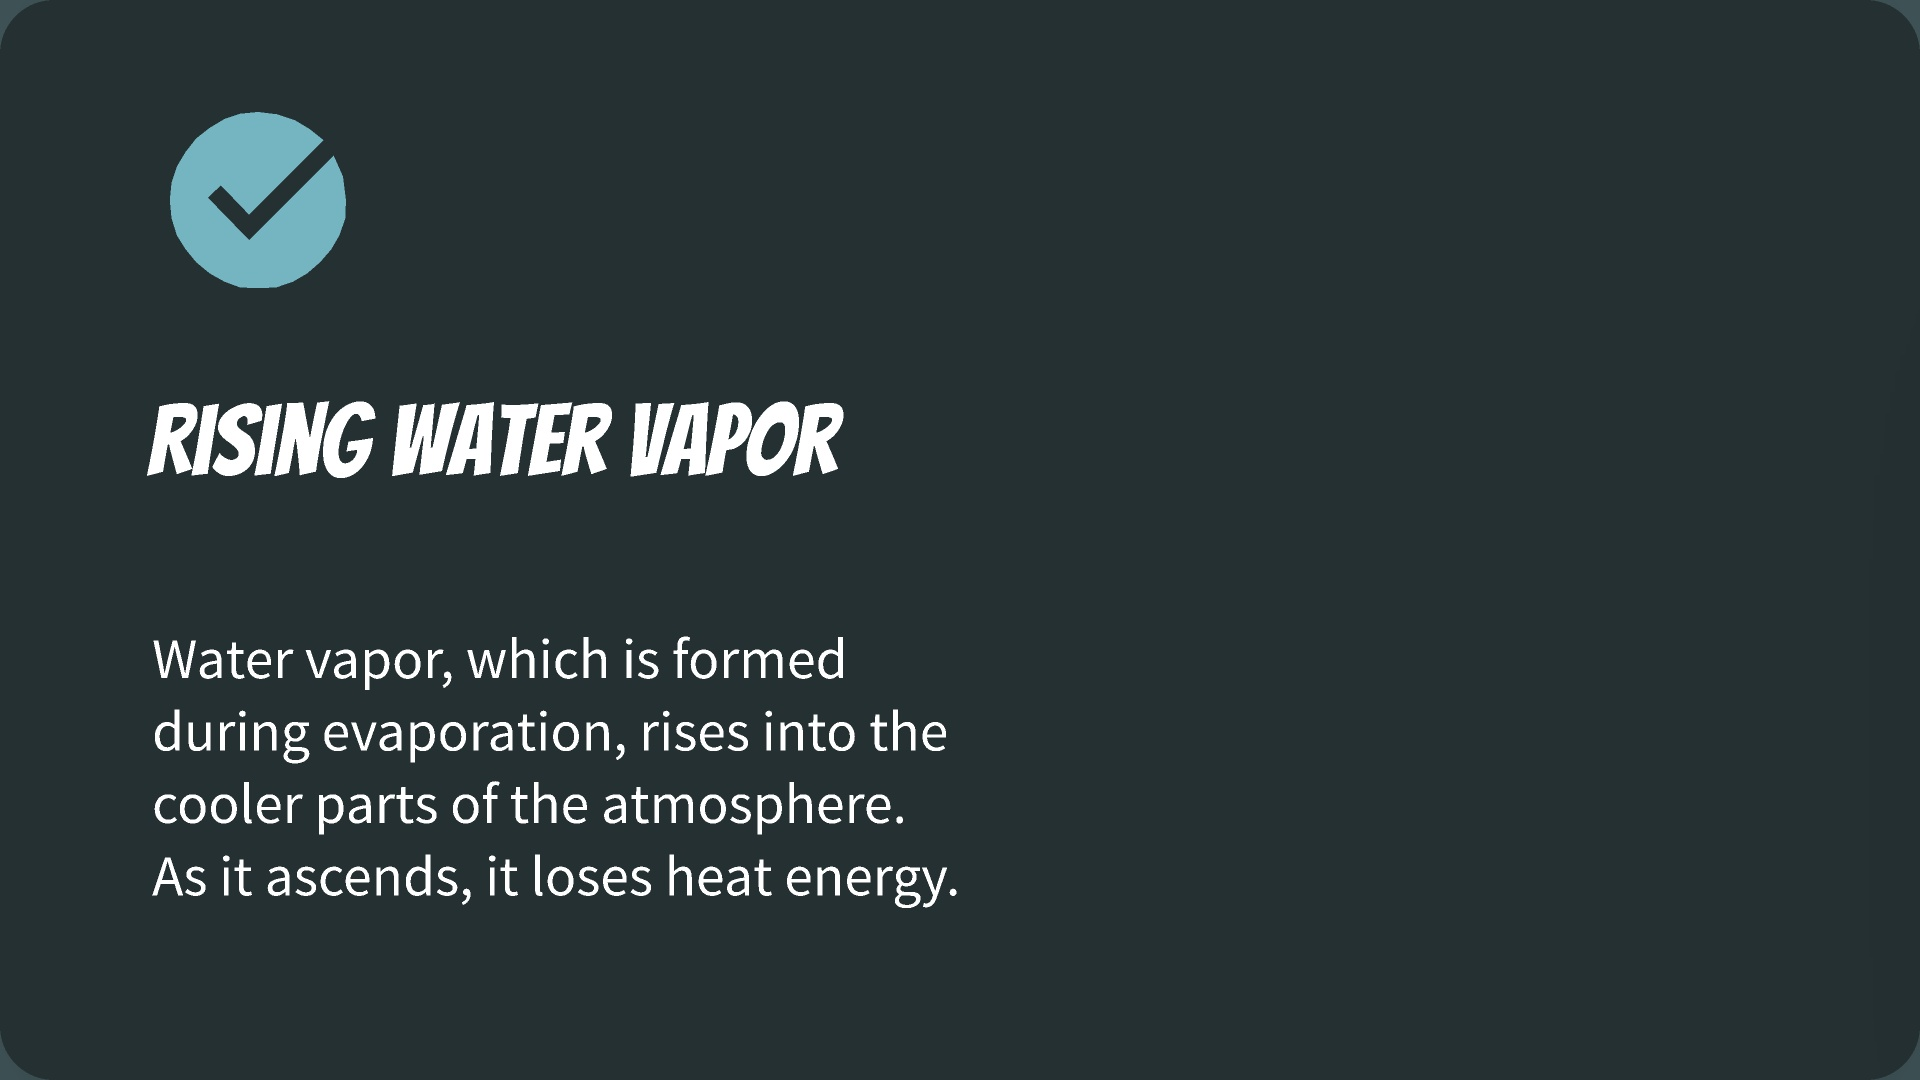 RISING WATER VAPOR
Water vapor, which is formed
during evaporation, rises into the
cooler parts of the atmosphere.
As it ascends, it loses heat energy.